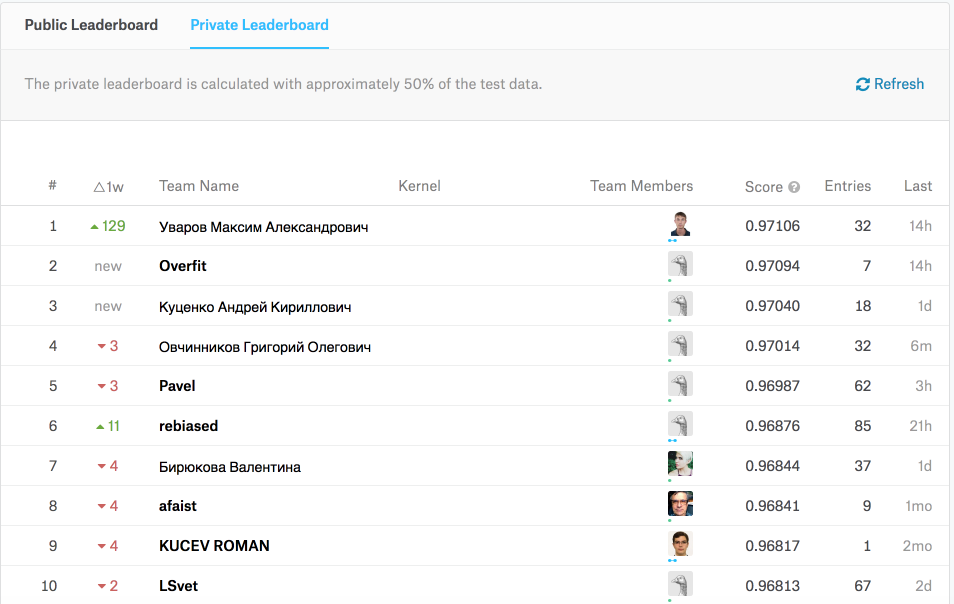 Public Leaderboard Private Leaderboard
The private leaderboard is calculated with approximately 50% of the test data. Refresh
# △1w Team Name Kernel Team Members Score ? Entries Last
1 129 Уваров Максим Александрович 0.97106 32 14h
2 new Overfit 0.97094 7 14h
3 new Куценко Андрей Кириллович 0.97040 18 1d
4 3 Овчинников Григорий Олегович 0.97014 32 6m
5 3 Pavel 0.96987 62 3h
6 11 rebiased 0.96876 85 21h
7 4 Бирюкова Валентина 0.96844 37 1d
8 4 afaist 0.96841 9 1mo
9 4 KUCEV ROMAN 0.96817 1 2mo
10 2 LSvet 0.96813 67 2d